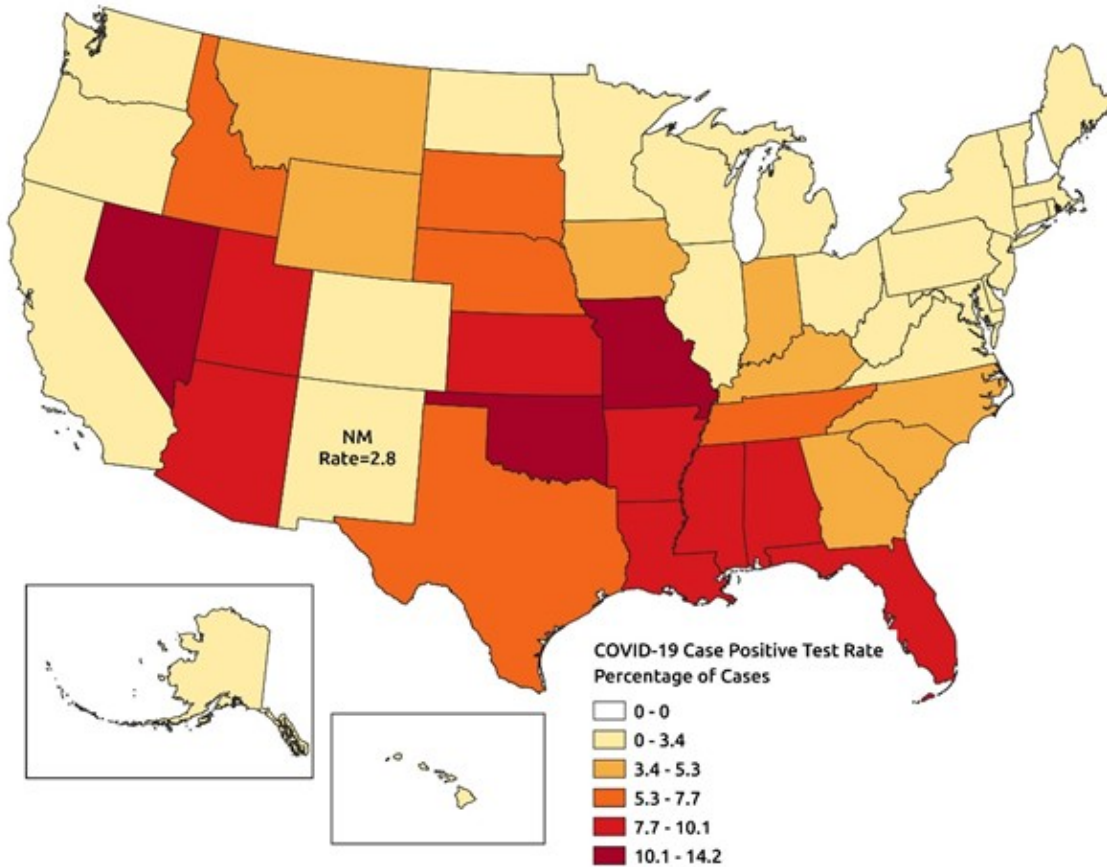 NM
Rate=2.8
COVID-19 Case Positive Test Rate
Percentage of Cases
0 - 0
0 - 3.4
3.4 - 5.3
5.3 - 7.7
7.7 - 10.1
10.1 - 14.2